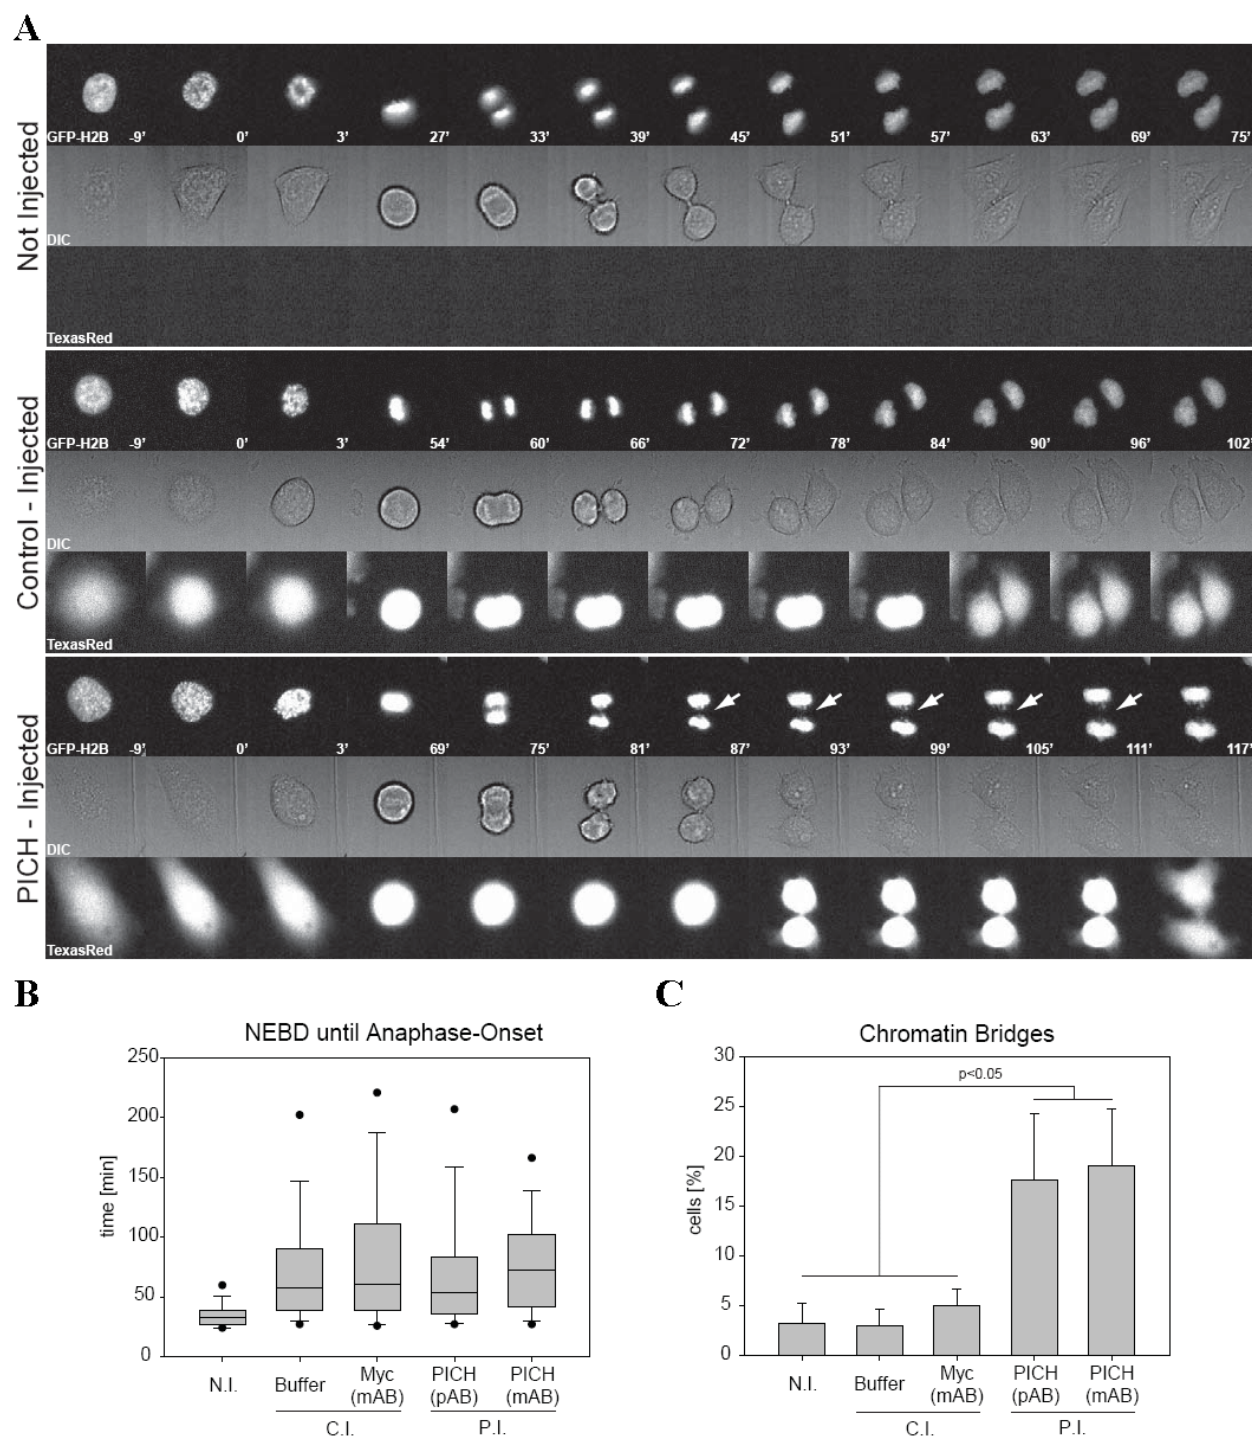 A
Not Injected
GFP-H2B -9’ 0’ 3’ 27’ 33’ 39’ 45’ 51’ 57’ 63’ 69’ 75’
DIC
TexasRed
Control - Injected
GFP-H2B -9’ 0’ 3’ 54’ 60’ 66’ 72’ 78’ 84’ 90’ 96’ 102’
DIC
TexasRed
PICH - Injected
GFP-H2B -9’ 0’ 3’ 69’ 75’ 81’ 87’ 93’ 99’ 105’ 111’ 117’
DIC
TexasRed
B
NEBD until Anaphase-Onset
time [min]
250
200
150
100
50
0
N.I. Buffer Myc (mAB) PICH (pAB) PICH (mAB)
C.I. P.I.
C
Chromatin Bridges
cells [%]
30
25
20
15
10
5
0
p<0.05
N.I. Buffer Myc (mAB) PICH (pAB) PICH (mAB)
C.I. P.I.